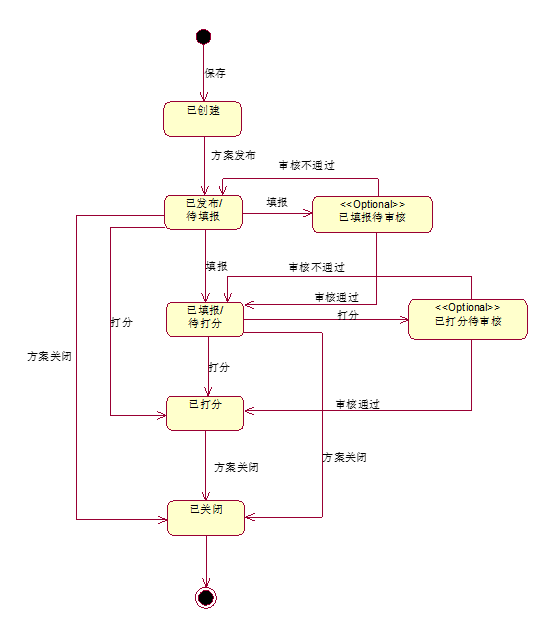 保存
已创建
方案发布
审核不通过
已发布/
待填报
填报
<<Optional>>
已填报待审核
填报
审核不通过
审核通过
已填报/
待打分
打分
<<Optional>>
已打分待审核
打分
方案关闭
打分
已打分
审核通过
方案关闭
方案关闭
已关闭